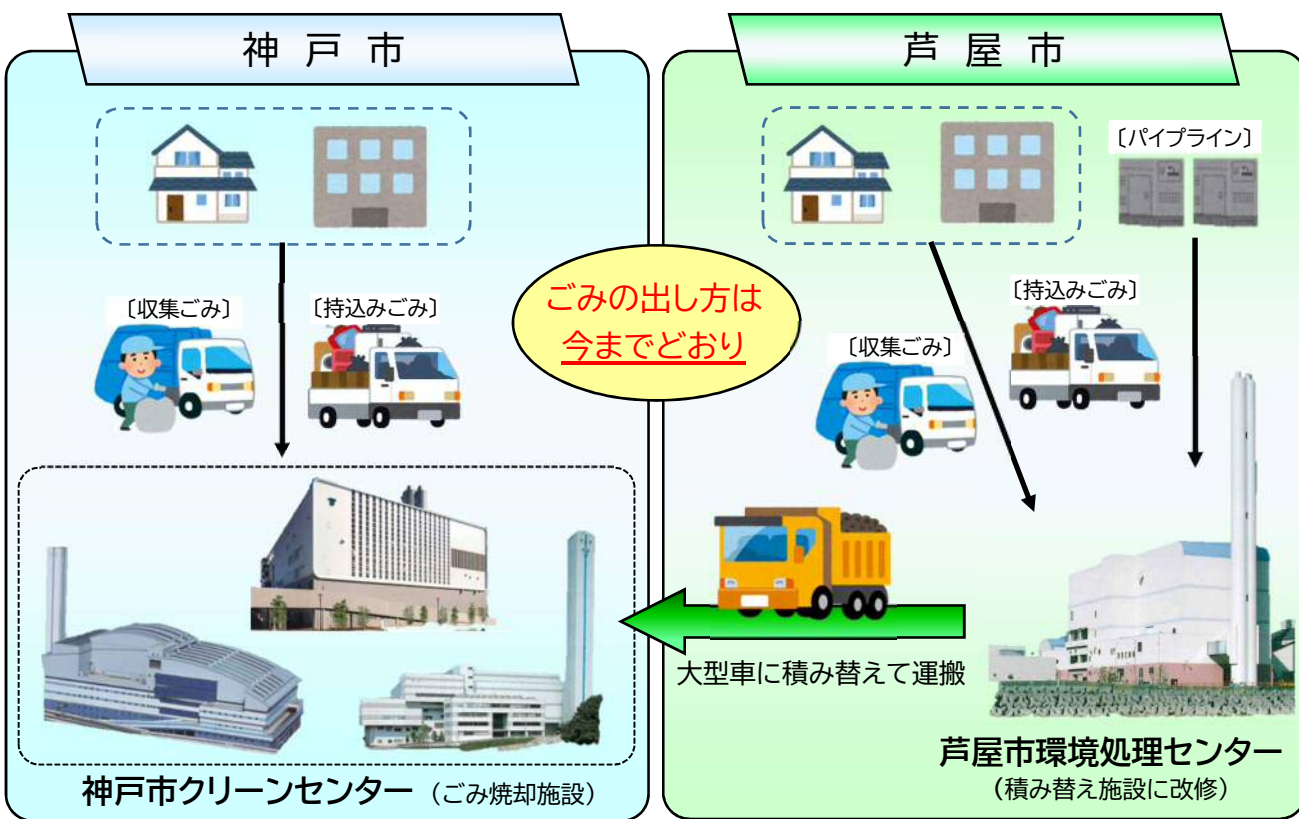 神戸市
芦屋市
〔パイプライン〕
〔収集ごみ〕
〔持込みごみ〕
ごみの出し方は
今までどおり
〔持込みごみ〕
〔収集ごみ〕
大型車に積み替えて運搬
神戸市クリーンセンター（ごみ焼却施設）
芦屋市環境処理センター
（積み替え施設に改修）